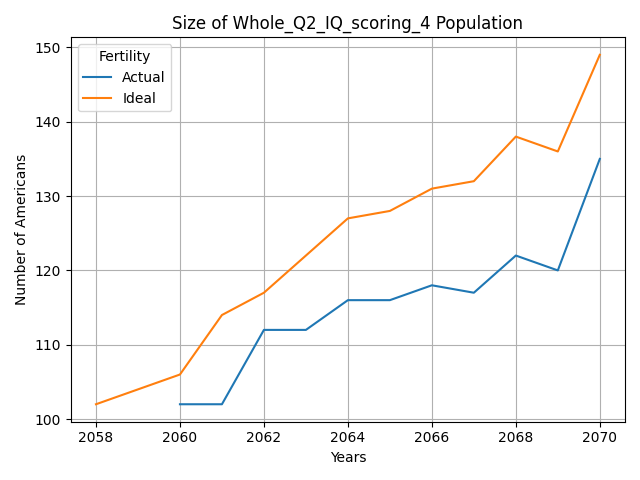 Size of Whole_Q2_IQ_scoring_4 Population
Fertility
Actual
Ideal
Number of Americans
150
140
130
120
110
100
2058 2060 2062 2064 2066 2068 2070
Years